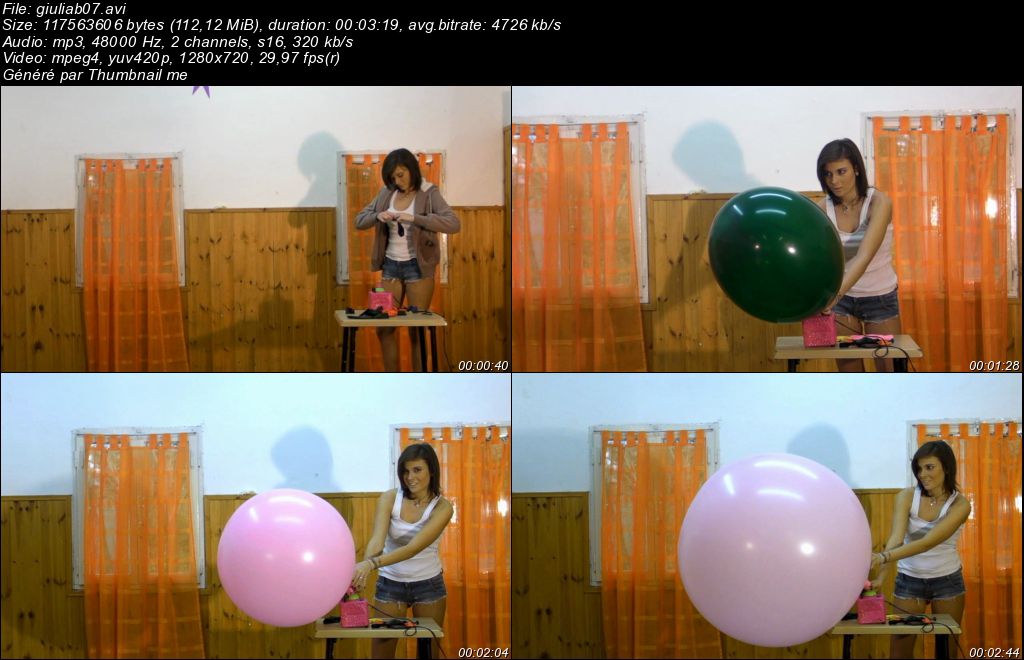 File: giuliab07.avi
Size: 117563606 bytes (112,12 MiB), duration: 00:03:19, avg.bitrate: 4726 kb/s
Audio: mp3, 48000 Hz, 2 channels, s16, 320 kb/s
Video: mpeg4, yuv420p, 1280x720, 29,97 fps(r)
Généré par Thumbnail me
00:00:40
00:01:28
00:02:04
00:02:44